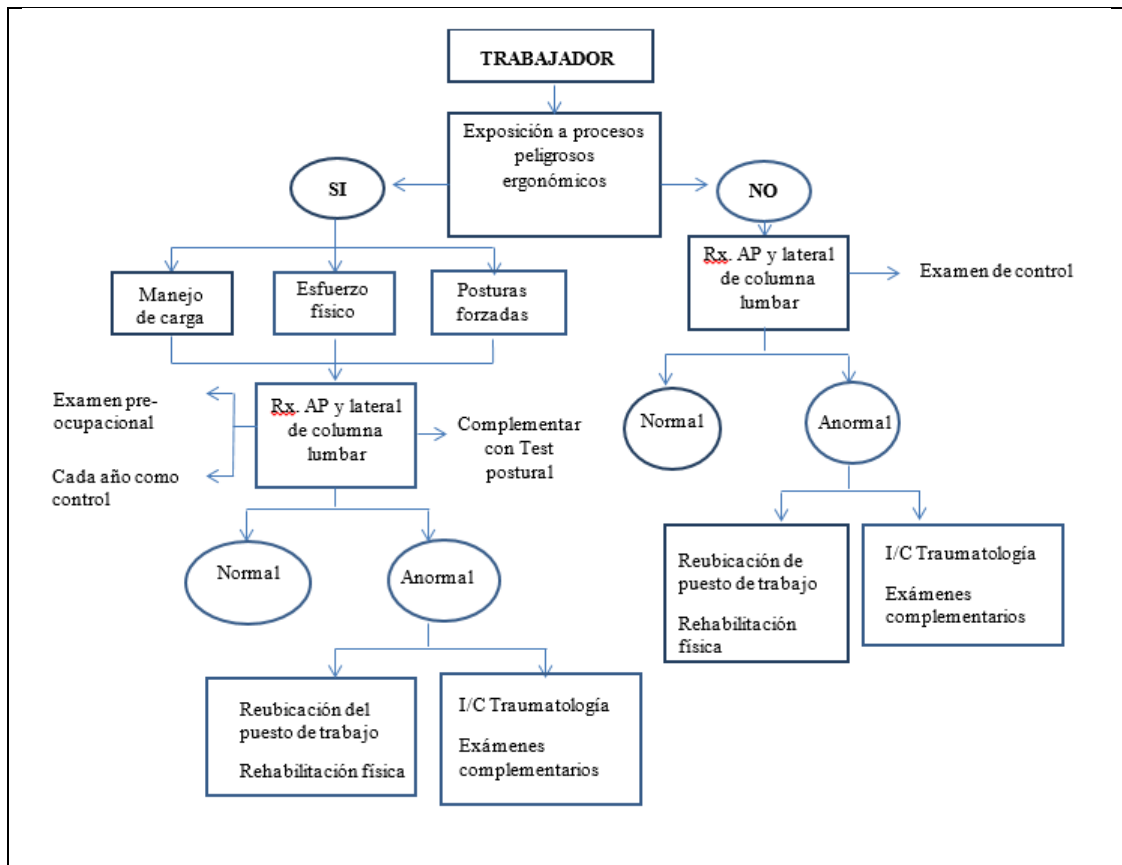 TRABAJADOR
Exposición a procesos
peligrosos
ergonómicos
SI
NO
Manejo
de carga
Esfuerzo
físico
Posturas
forzadas
Rx. AP y lateral
de columna
lumbar
Examen de control
Examen pre-
ocupacional
Cada año como
control
Rx. AP y lateral
de columna
lumbar
Complementar
con Test
postural
Normal
Anormal
Normal
Anormal
Reubicación de
puesto de trabajo
Rehabilitación
física
I/C Traumatología
Exámenes
complementarios
Reubicación del
puesto de trabajo
Rehabilitación física
I/C Traumatología
Exámenes
complementarios